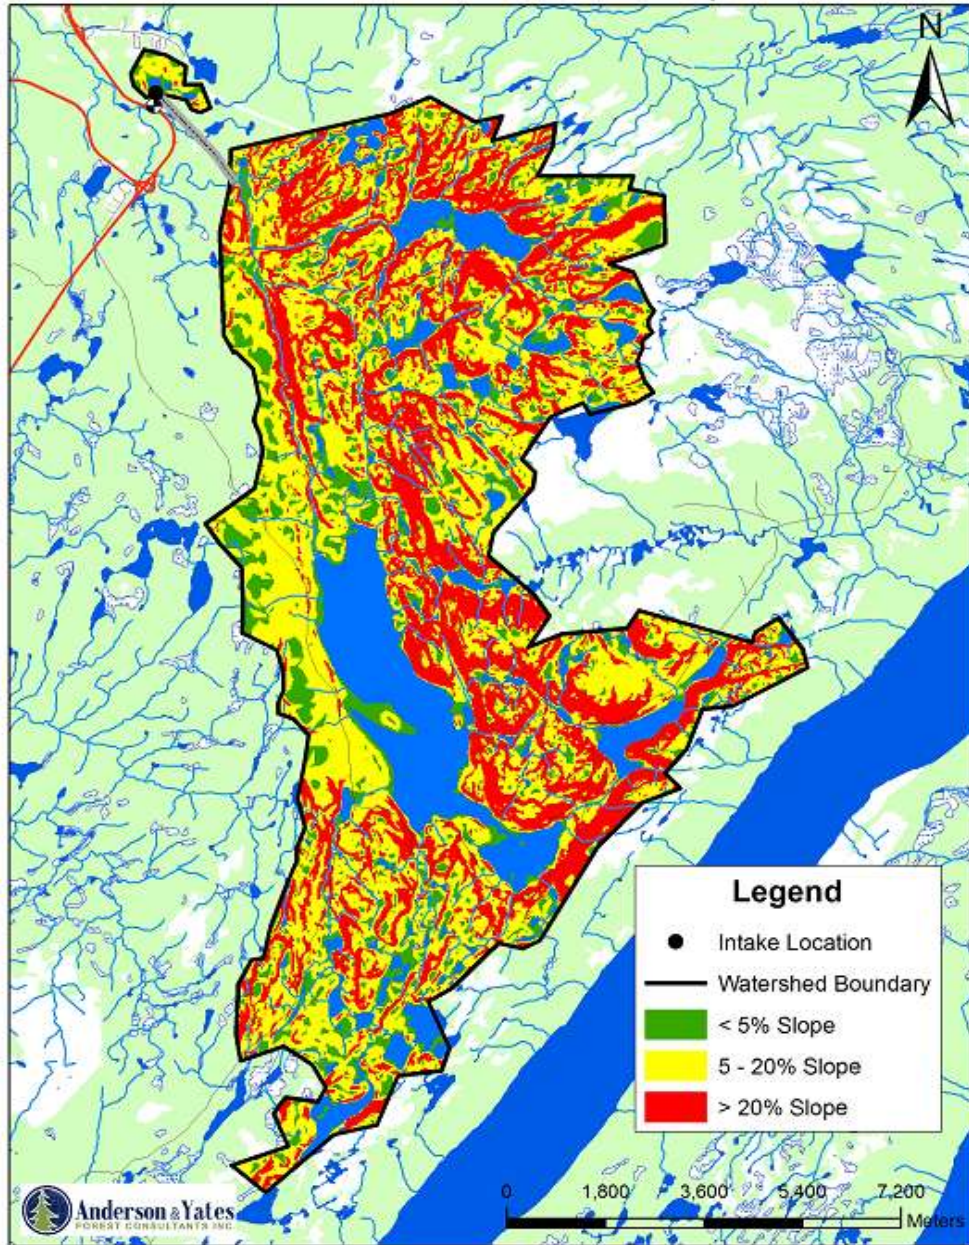 N
Legend
Intake Location
Watershed Boundary
< 5% Slope
5 - 20% Slope
> 20% Slope
Anderson & Yates
FOREST CONSULTANTS INC.
0 1,800 3,600 5,400 7,200
Meters